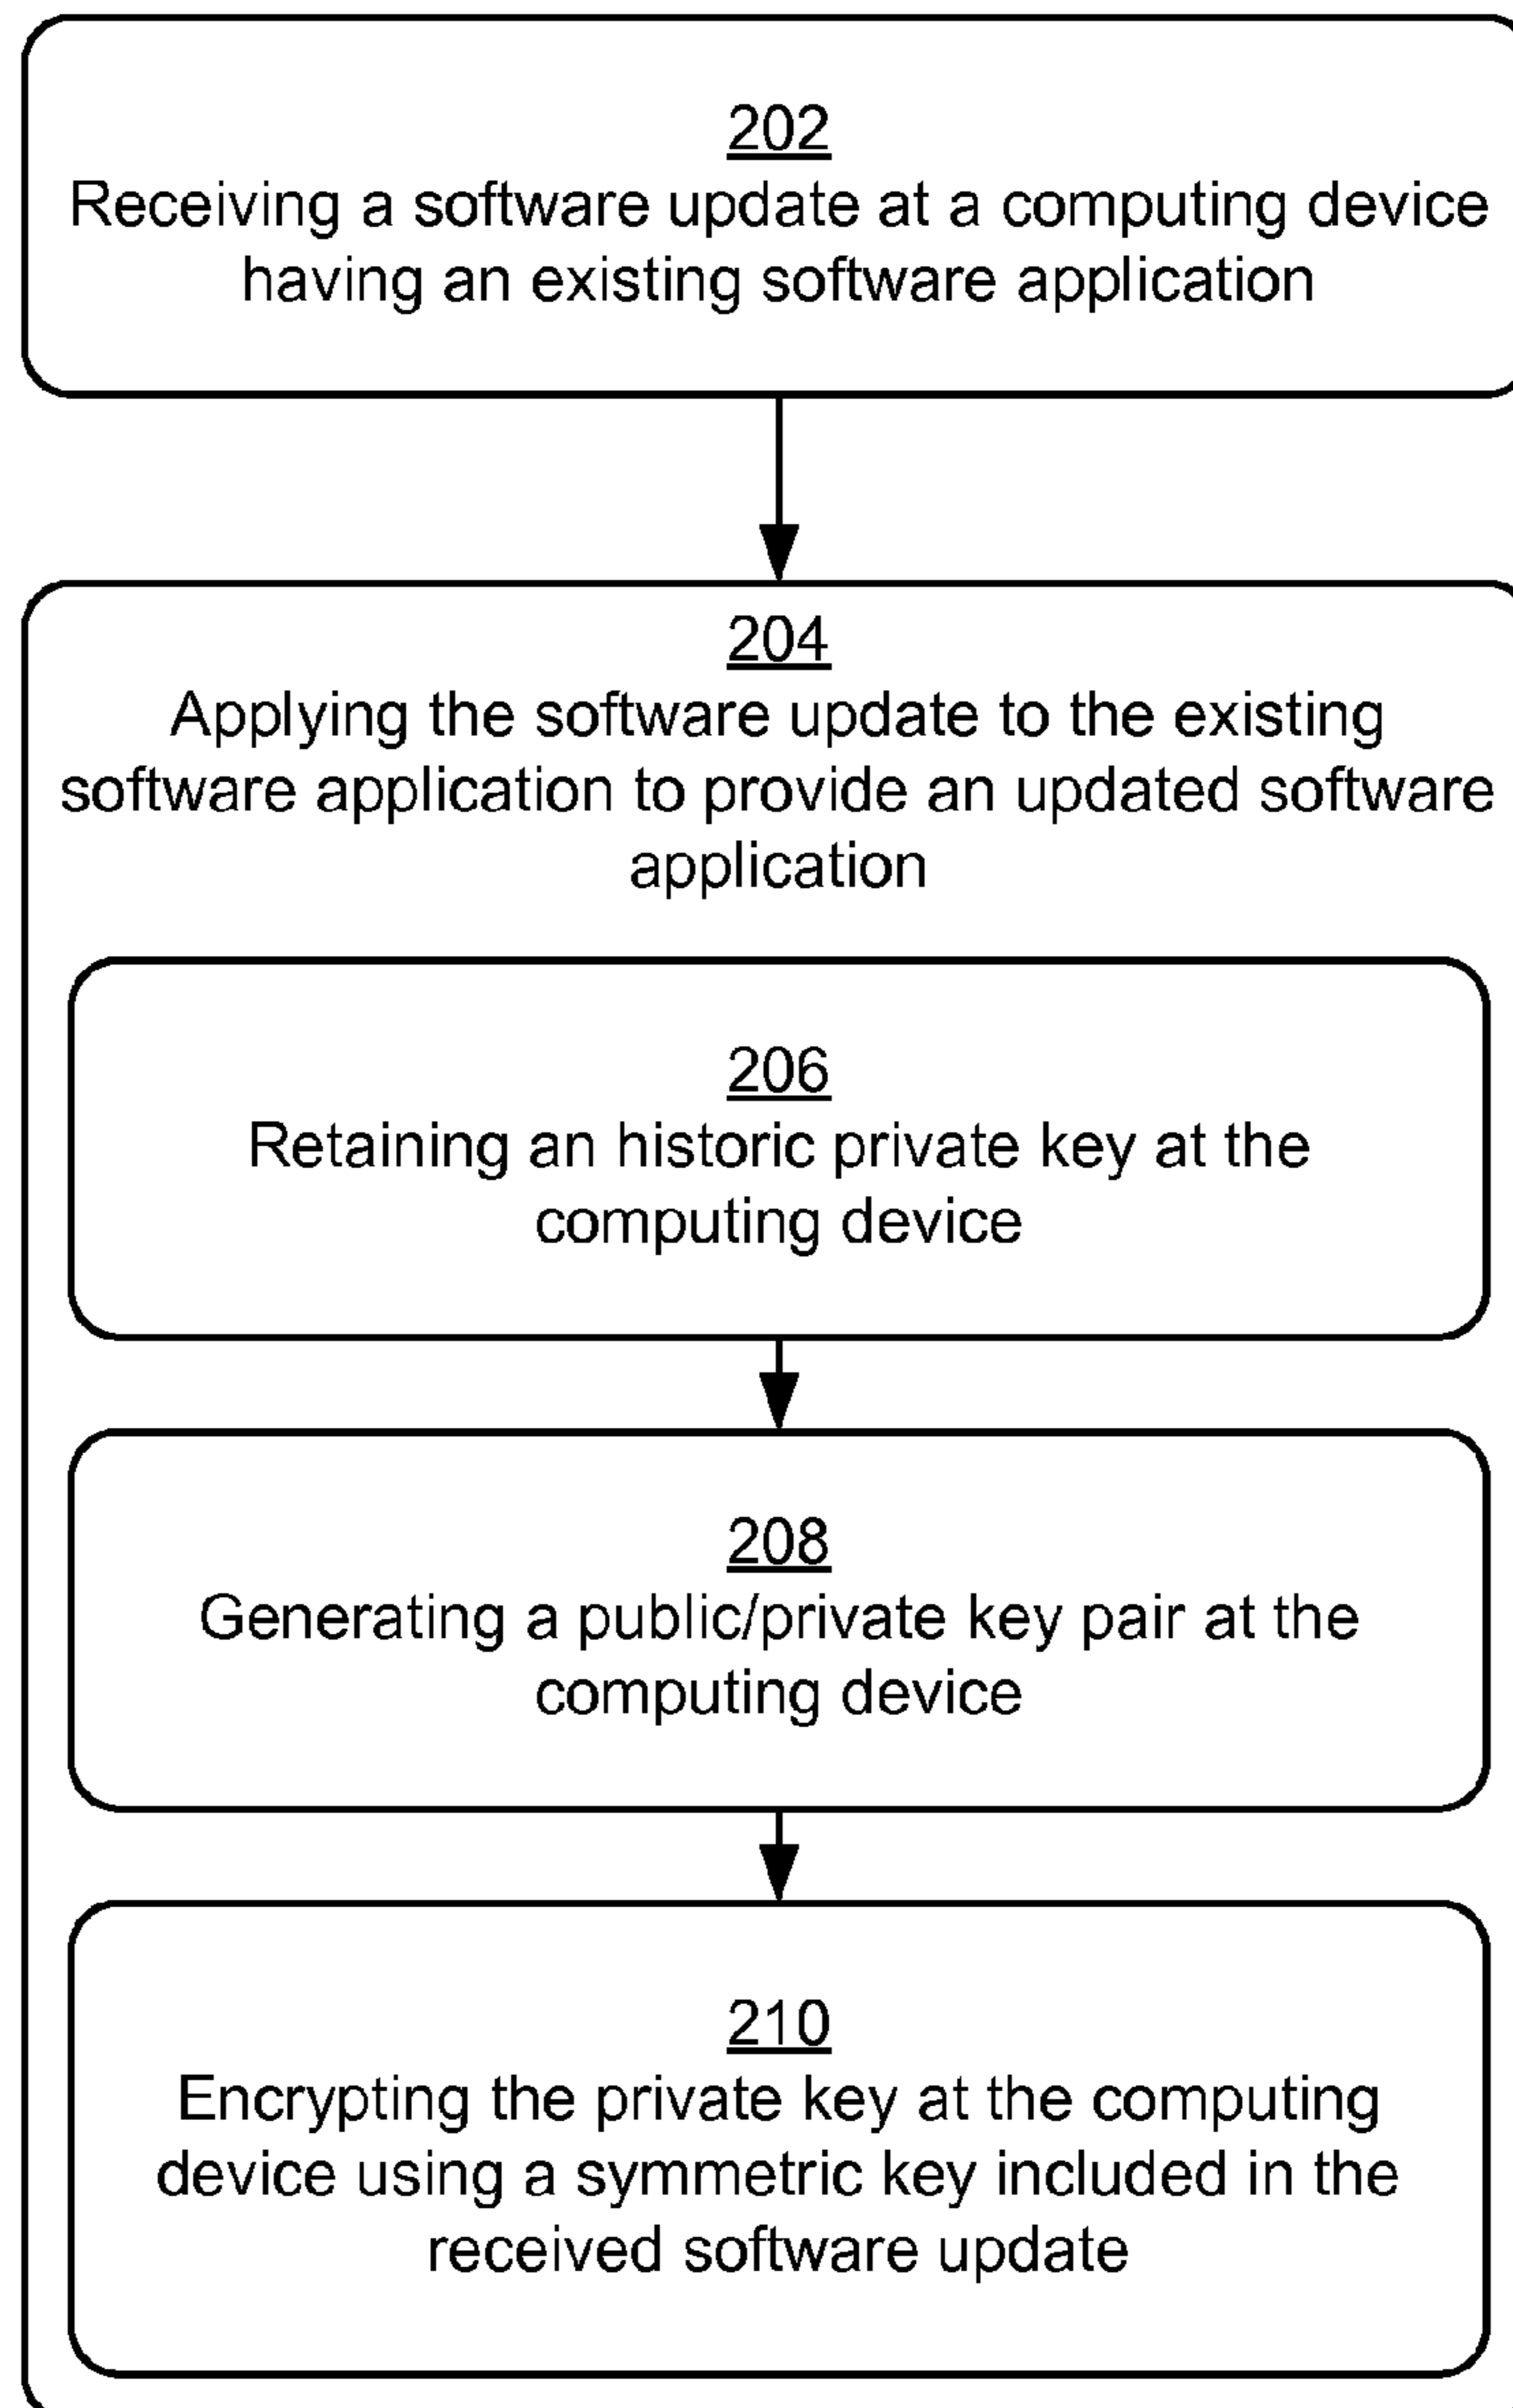 202
Receiving a software update at a computing device
having an existing software application
204
Applying the software update to the existing
software application to provide an updated software
application
206
Retaining an historic private key at the
computing device
208
Generating a public/private key pair at the
computing device
210
Encrypting the private key at the computing
device using a symmetric key included in the
received software update